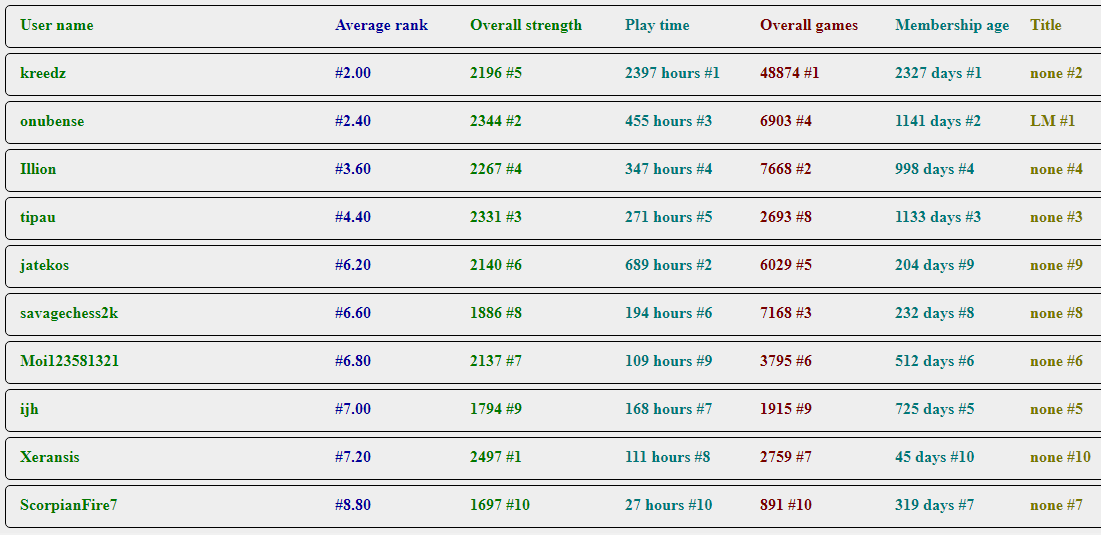 User name Average rank Overall strength Play time Overall games Membership age Title
kreedz #2.00 2196 #5 2397 hours #1 48874 #1 2327 days #1 none #2
onubense #2.40 2344 #2 455 hours #3 6903 #4 1141 days #2 LM #1
Illion #3.60 2267 #4 347 hours #4 7668 #2 998 days #4 none #4
tipau #4.40 2331 #3 271 hours #5 2693 #8 1133 days #3 none #3
jatekos #6.20 2140 #6 689 hours #2 6029 #5 204 days #9 none #9
savagechess2k #6.60 1886 #8 194 hours #6 7168 #3 232 days #8 none #8
Moi123581321 #6.80 2137 #7 109 hours #9 3795 #6 512 days #6 none #6
ijh #7.00 1794 #9 168 hours #7 1915 #9 725 days #5 none #5
Xeransis #7.20 2497 #1 111 hours #8 2759 #7 45 days #10 none #10
ScorpianFire7 #8.80 1697 #10 27 hours #10 891 #10 319 days #7 none #7